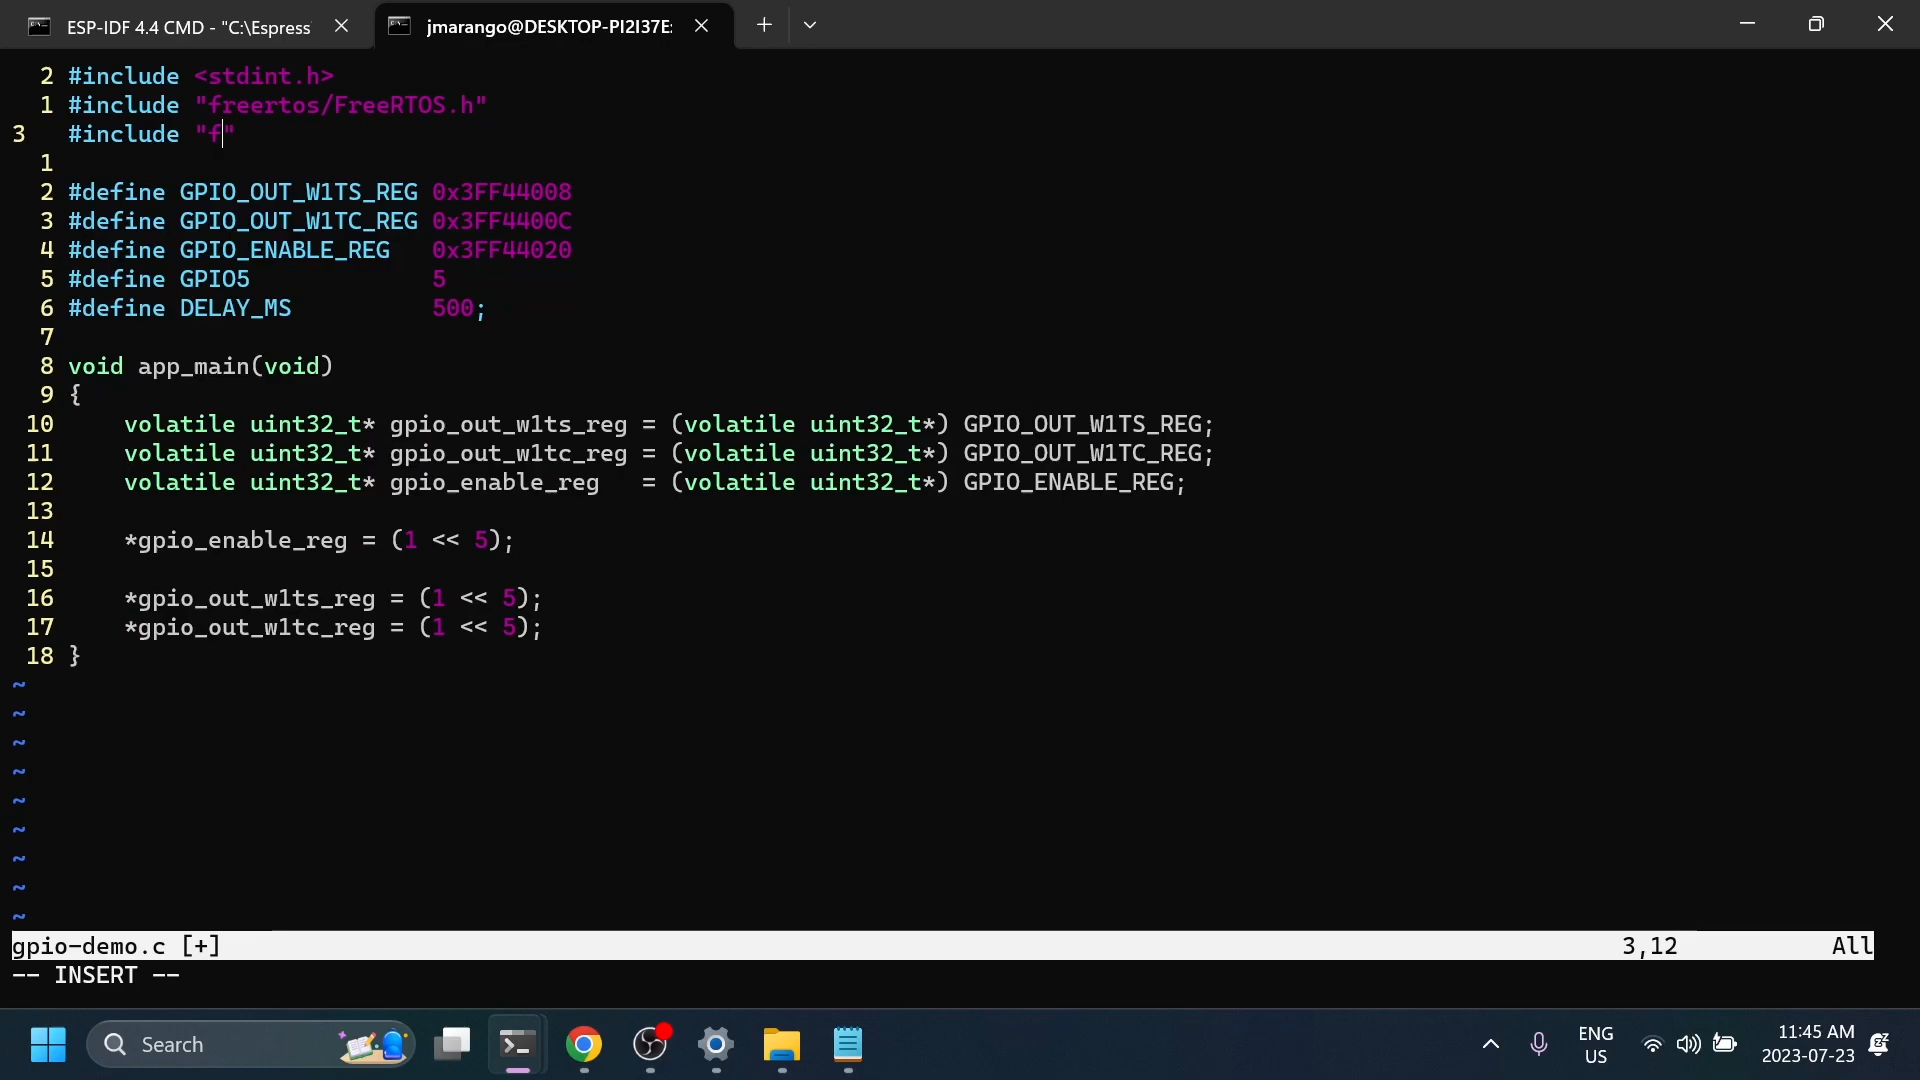 ESP-IDF 4.4 CMD - "C:\Espress
jmarango@DESKTOP-PI2I37E:
2 #include <stdint.h>
1 #include "freertos/FreeRTOS.h"
3 #include "f"
1
2 #define GPIO_OUT_W1TS_REG 0x3FF44008
3 #define GPIO_OUT_W1TC_REG 0x3FF4400C
4 #define GPIO_ENABLE_REG   0x3FF44020
5 #define GPIO5             5
6 #define DELAY_MS          500;
7
8 void app_main(void)
9 {
10     volatile uint32_t* gpio_out_w1ts_reg = (volatile uint32_t*) GPIO_OUT_W1TS_REG;
11     volatile uint32_t* gpio_out_w1tc_reg = (volatile uint32_t*) GPIO_OUT_W1TC_REG;
12     volatile uint32_t* gpio_enable_reg   = (volatile uint32_t*) GPIO_ENABLE_REG;
13
14     *gpio_enable_reg = (1 << 5);
15
16     *gpio_out_w1ts_reg = (1 << 5);
17     *gpio_out_w1tc_reg = (1 << 5);
18 }
~
~
~
~
~
~
~
~
~
gpio-demo.c [+] 3,12 All
-- INSERT --
Search
ENG
US
11:45 AM
2023-07-23